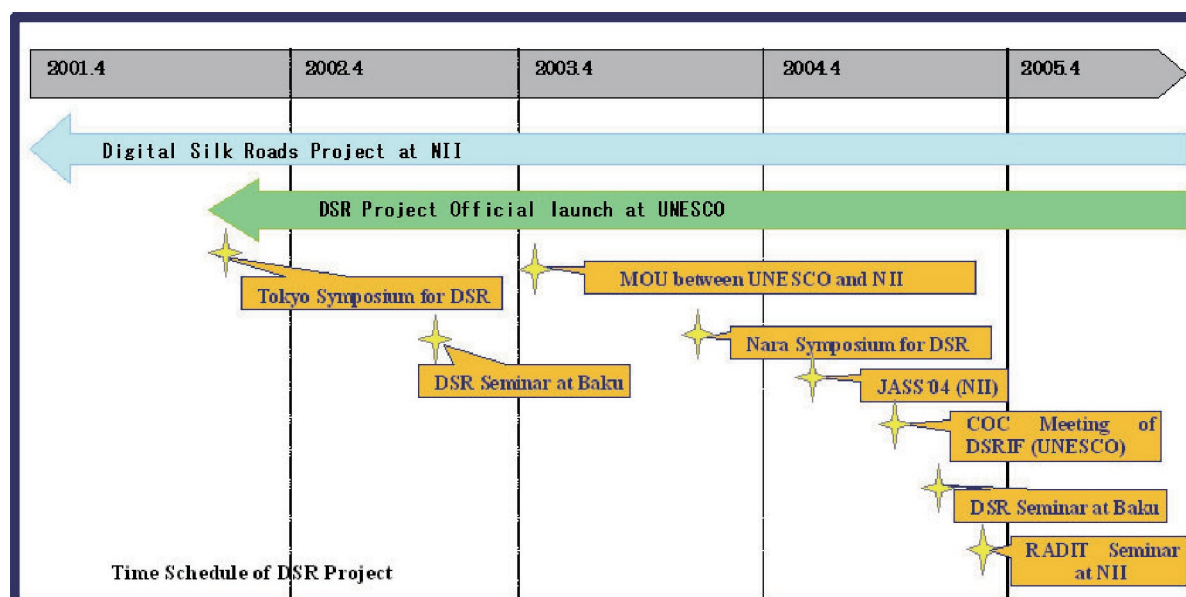 2001.4 2002.4 2003.4 2004.4 2005.4
Digital Silk Roads Project at NII
DSR Project Official launch at UNESCO
Tokyo Symposium for DSR
MOU between UNESCO and NII
DSR Seminar at Baku
Nara Symposium for DSR
JASS'04 (NII)
COC Meeting of
DSRIF (UNESCO)
DSR Seminar at Baku
RADIT Seminar
at NII
Time Schedule of DSR Project